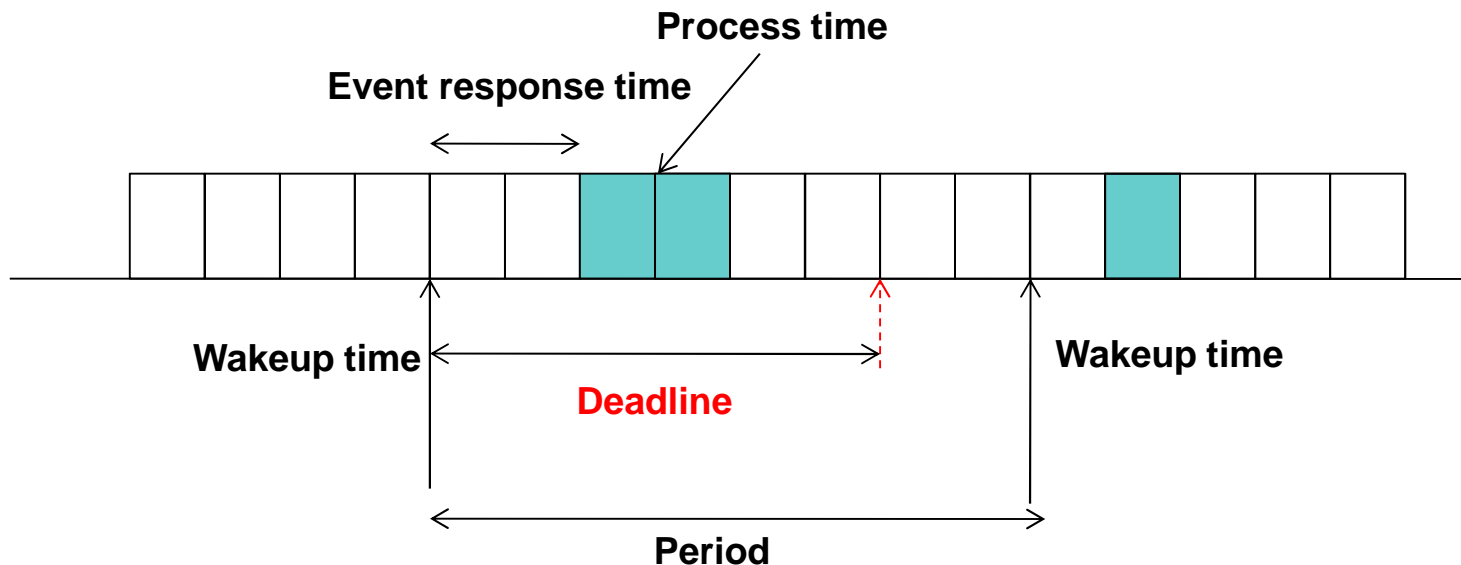 Process time
Event response time
Wakeup time
Wakeup time
Deadline
Period